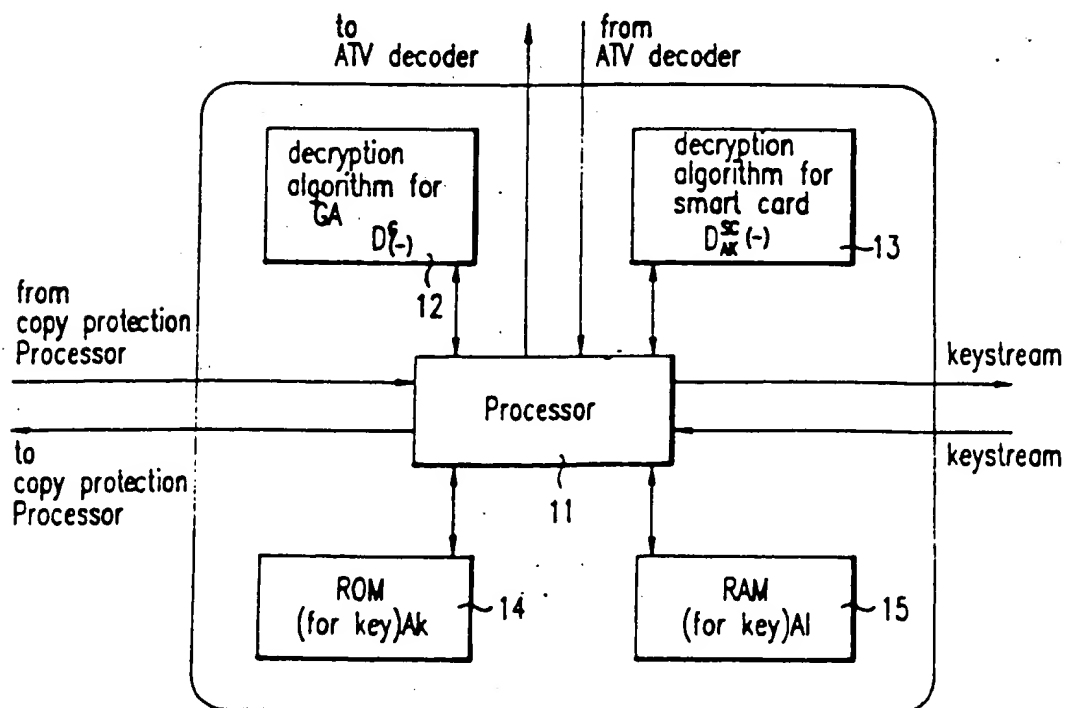 to
ATV decoder
from
ATV decoder
decryption
algorithm for
GA
D^G(-)
12
decryption
algorithm for
smart card
D^SC_AK(-)
13
from
copy protection
Processor
keystream
Processor
to
copy protection
Processor
keystream
11
ROM
(for key)Ak
14
RAM
(for key)AI
15